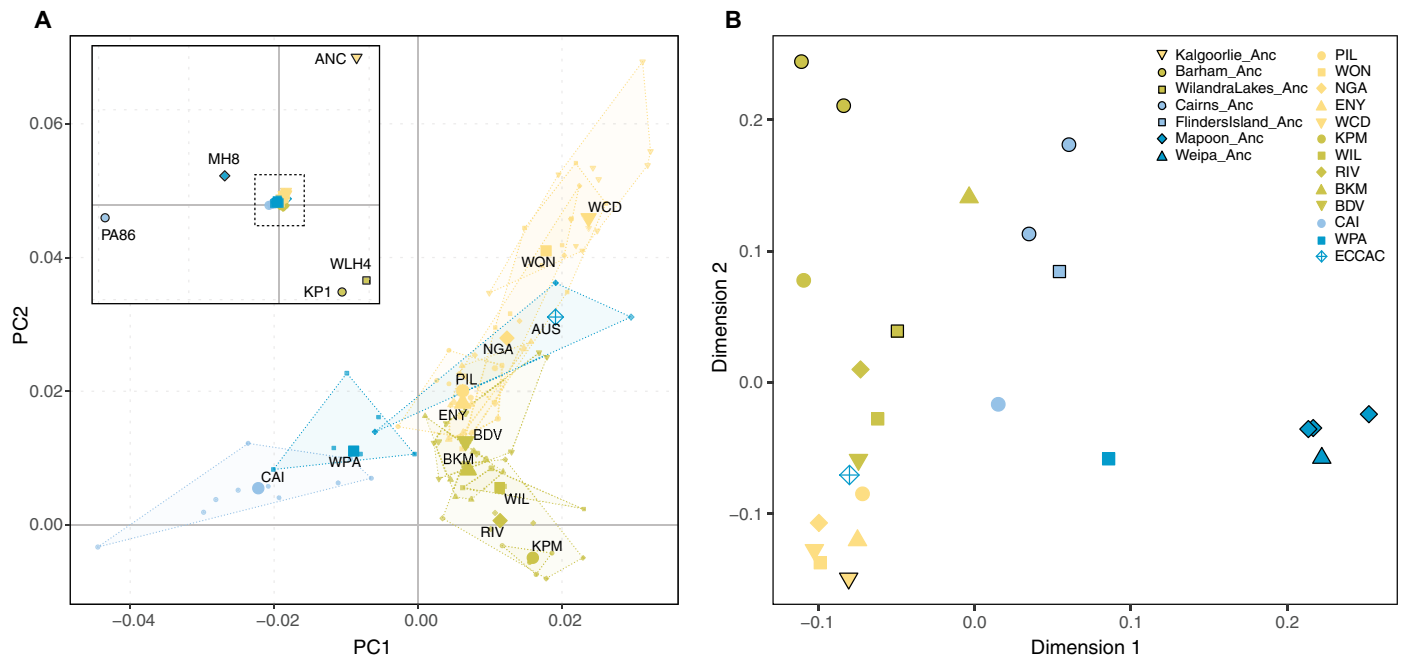 A
B
ANC
MH8
PA86
WLH4
KP1
WCD
WON
AUS
NGA
PIL
ENY
BDV
BKM
WPA
CAI
WIL
RIV
KPM
0.06
0.04
0.02
0.00
PC2
−0.04
−0.02
0.00
0.02
PC1
Kalgoorlie_Anc
Barham_Anc
WilandraLakes_Anc
Cairns_Anc
FlindersIsland_Anc
Mapoon_Anc
Weipa_Anc
PIL
WON
NGA
ENY
WCD
KPM
WIL
RIV
BKM
BDV
CAI
WPA
ECCAC
0.2
0.1
0.0
−0.1
Dimension 2
−0.1
0.0
0.1
0.2
Dimension 1